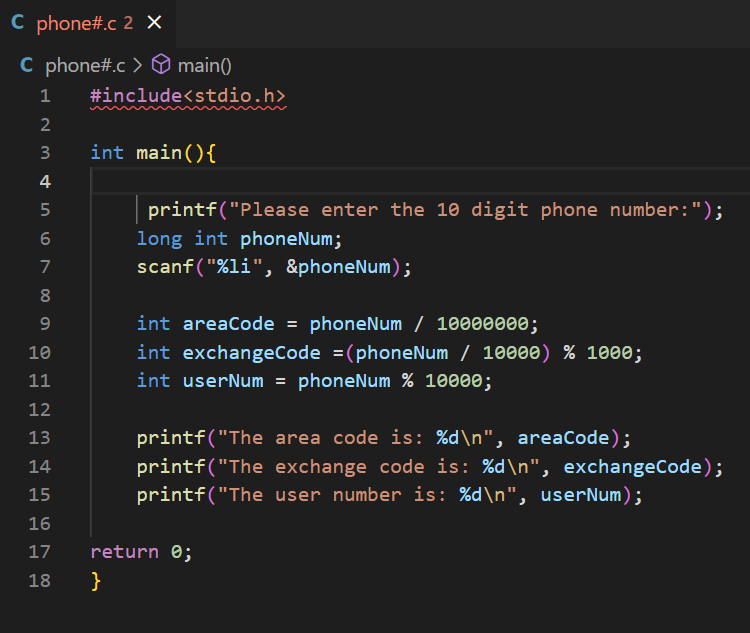 C phone#.c 2 ×
C phone#.c > main()
1 #include<stdio.h>
2
3 int main(){
4
5 printf("Please enter the 10 digit phone number:");
6 long int phoneNum;
7 scanf("%li", &phoneNum);
8
9 int areaCode = phoneNum / 10000000;
10 int exchangeCode =(phoneNum / 10000) % 1000;
11 int userNum = phoneNum % 10000;
12
13 printf("The area code is: %d\n", areaCode);
14 printf("The exchange code is: %d\n", exchangeCode);
15 printf("The user number is: %d\n", userNum);
16
17 return 0;
18 }